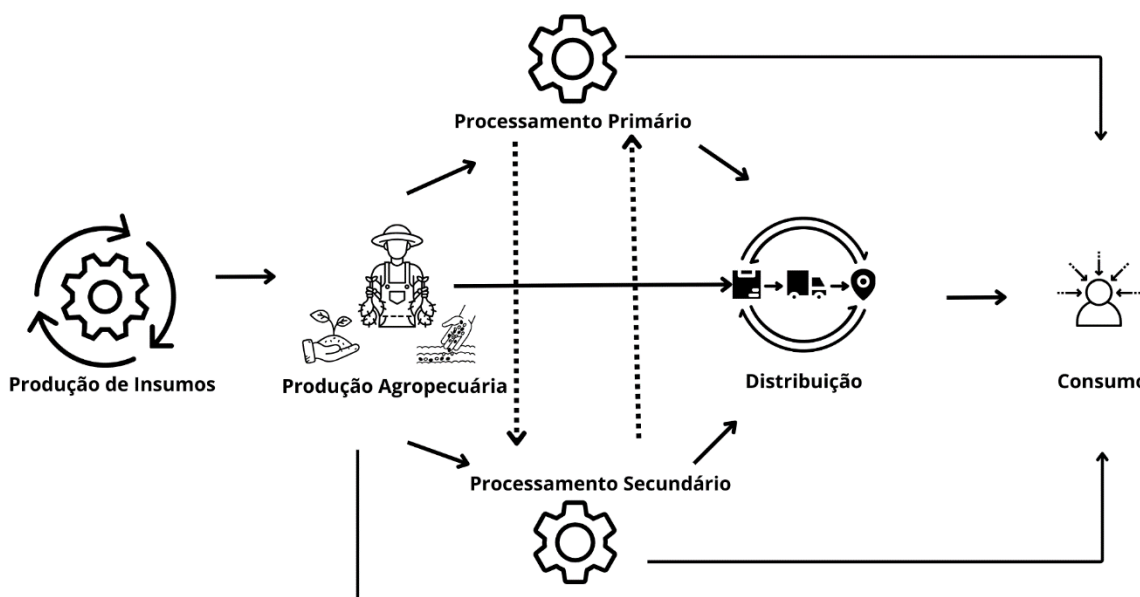 Processamento Primário
Produção de Insumos
Produção Agropecuária
Distribuição
Consumo
Processamento Secundário